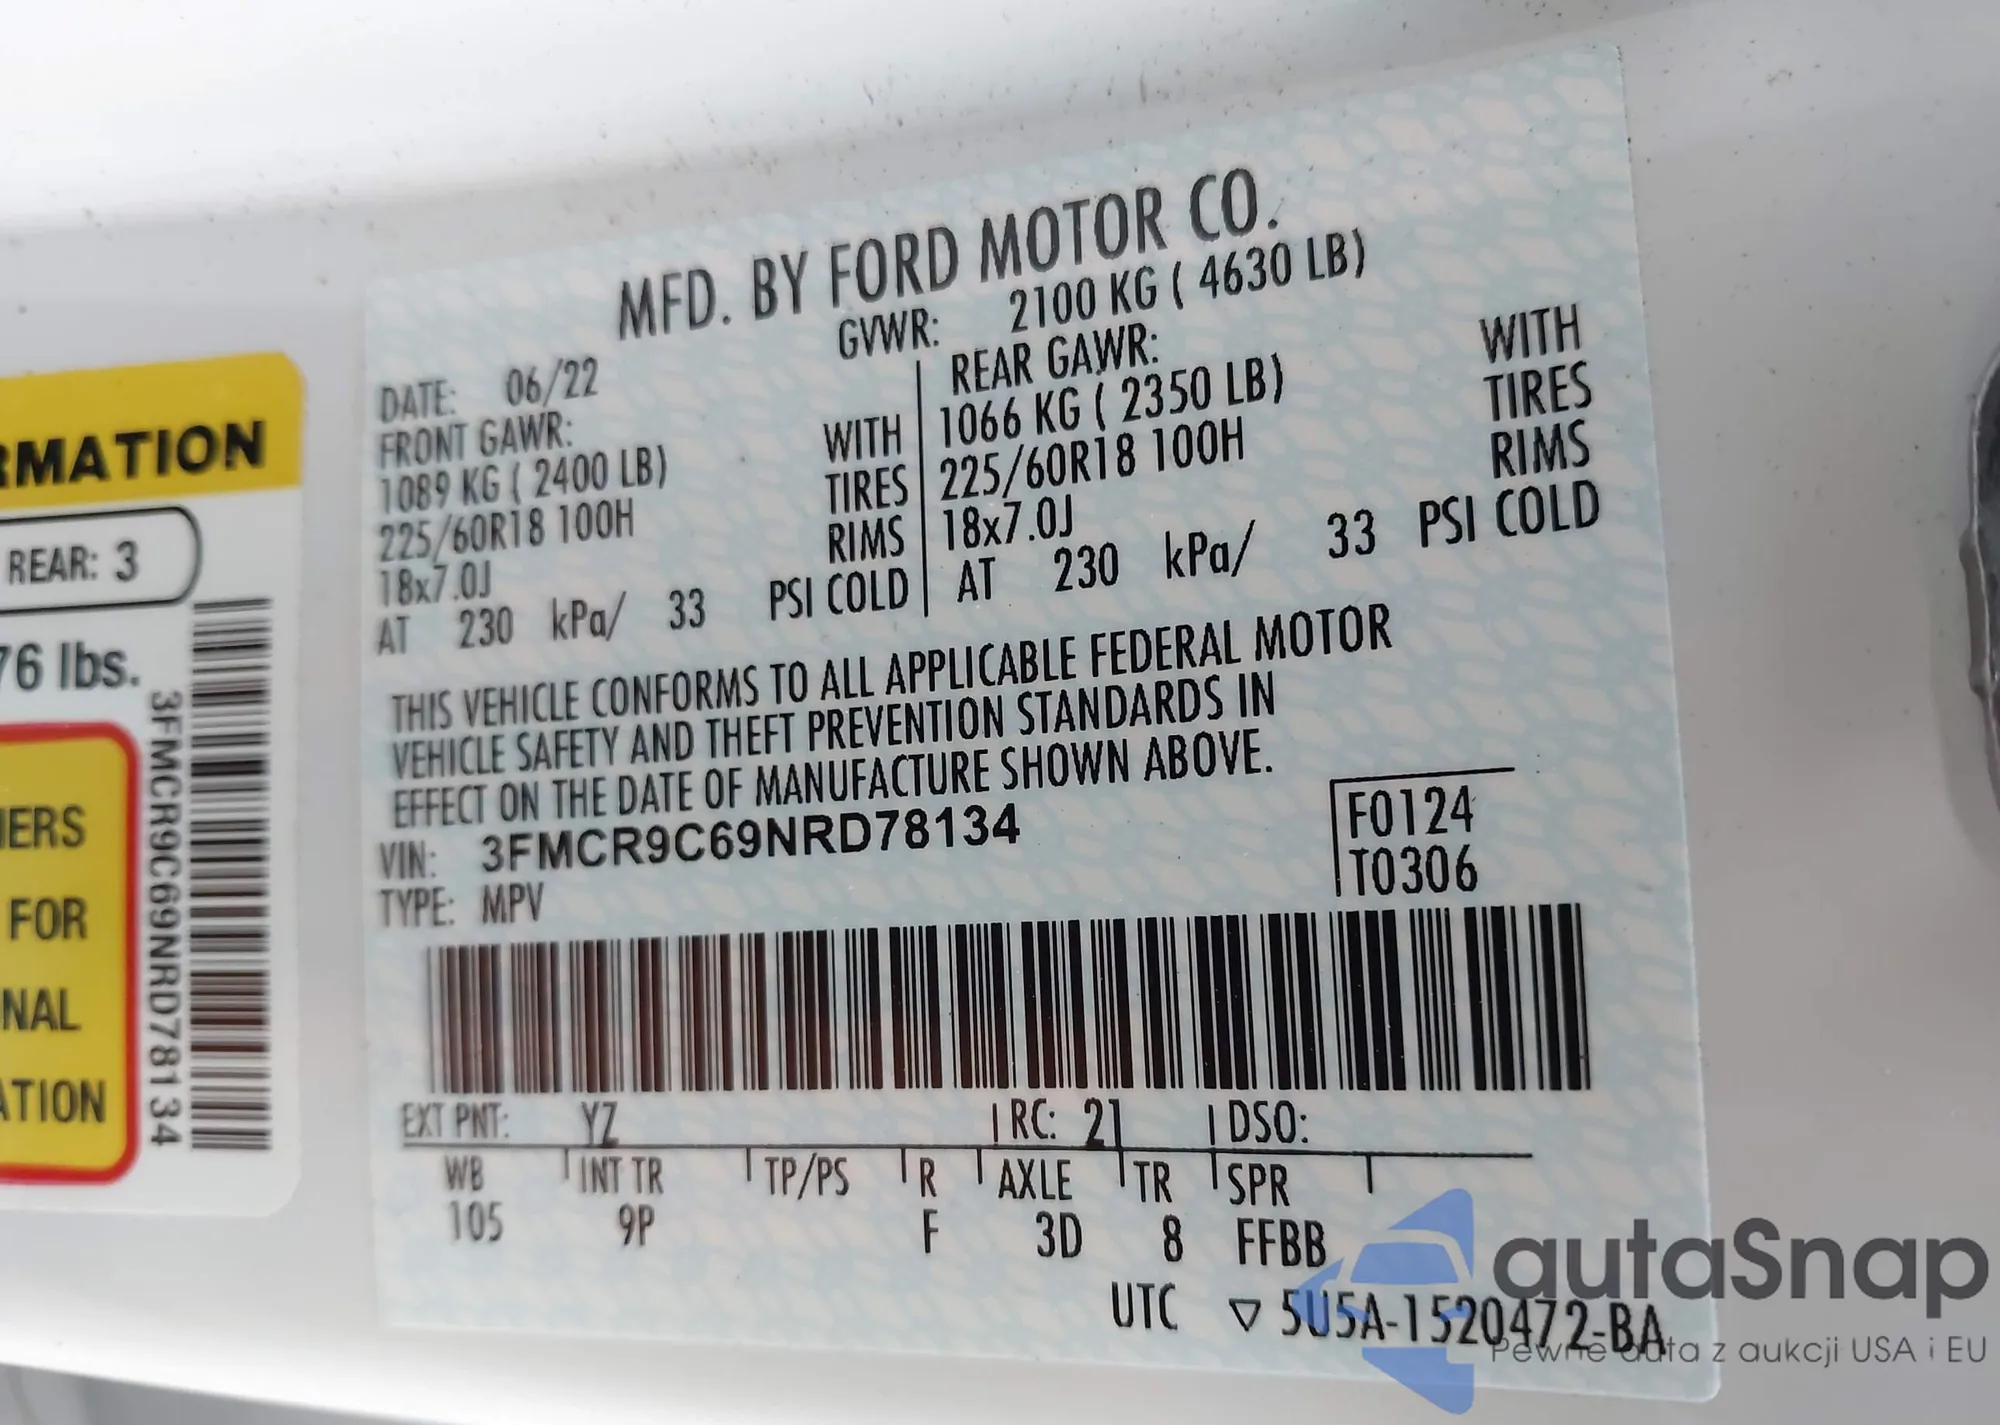 RMATION
REAR: 3
76 lbs.
IERS
FOR
NAL
ATION
3FMCR9C69NRD78134
MFD. BY FORD MOTOR CO.
DATE: 06/22 GVWR: 2100 KG ( 4630 LB)
FRONT GAWR: REAR GAWR:
1089 KG ( 2400 LB) WITH 1066 KG ( 2350 LB) WITH
225/60R18 100H TIRES 225/60R18 100H TIRES
18x7.0J RIMS 18x7.0J RIMS
AT 230 kPa/ 33 PSI COLD AT 230 kPa/ 33 PSI COLD
THIS VEHICLE CONFORMS TO ALL APPLICABLE FEDERAL MOTOR
VEHICLE SAFETY AND THEFT PREVENTION STANDARDS IN
EFFECT ON THE DATE OF MANUFACTURE SHOWN ABOVE.
VIN: 3FMCR9C69NRD78134
TYPE: MPV
F0124
T0306
EXT PNT: YZ RC: 21 DSO:
WB INT TR TP/PS R AXLE TR SPR
105 9P F 3D 8 FFBB
UTC ▽ 5U5A-1520472-BA
autaSnap
Pewne auta z aukcji USA i EU